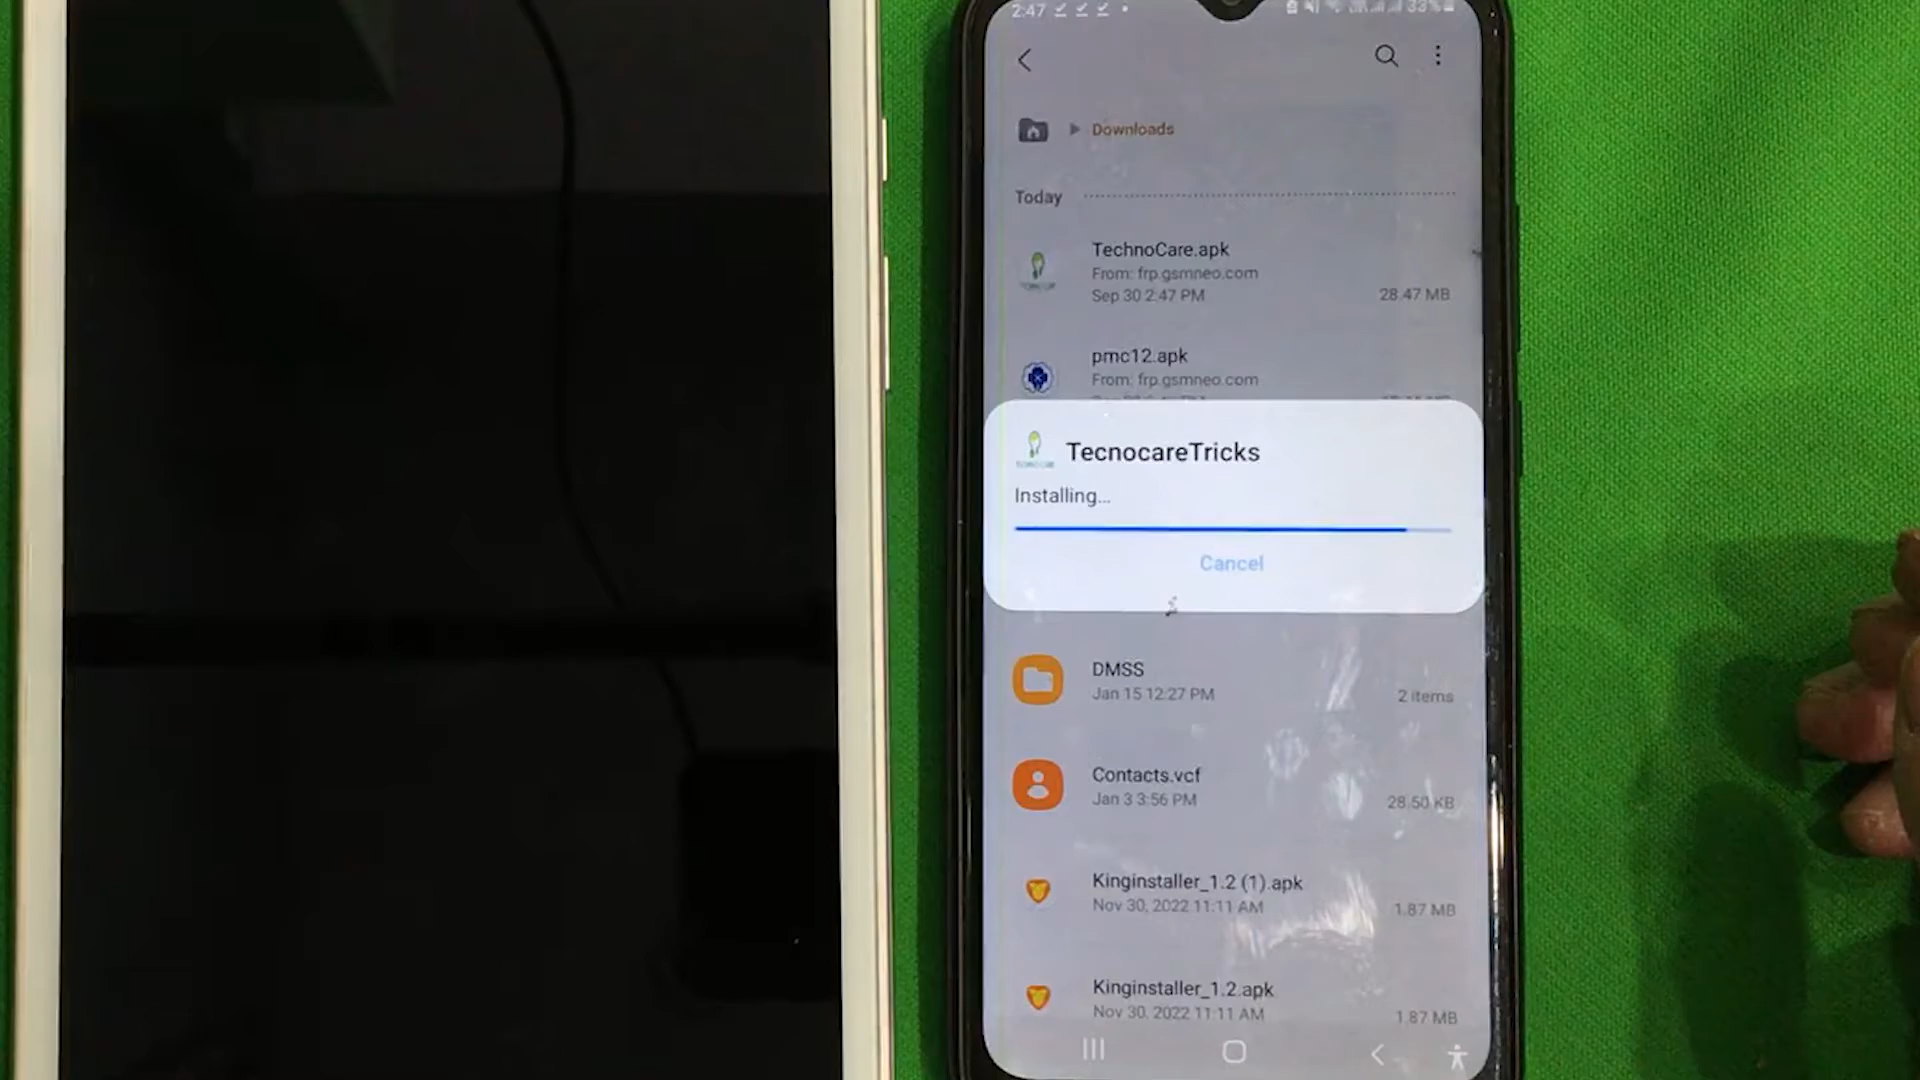 2:47
33%
Downloads
Today
TechnoCare.apk
From: frp.gsmneo.com
Sep 30 2:47 PM
28.47 MB
pmc12.apk
From: frp.gsmneo.com
TecnocareTricks
Installing...
Cancel
DMSS
Jan 15 12:27 PM
2 items
Contacts.vcf
Jan 3 3:56 PM
28.50 KB
Kinginstaller_1.2 (1).apk
Nov 30, 2022 11:11 AM
1.87 MB
Kinginstaller_1.2.apk
Nov 30, 2022 11:11 AM
1.87 MB